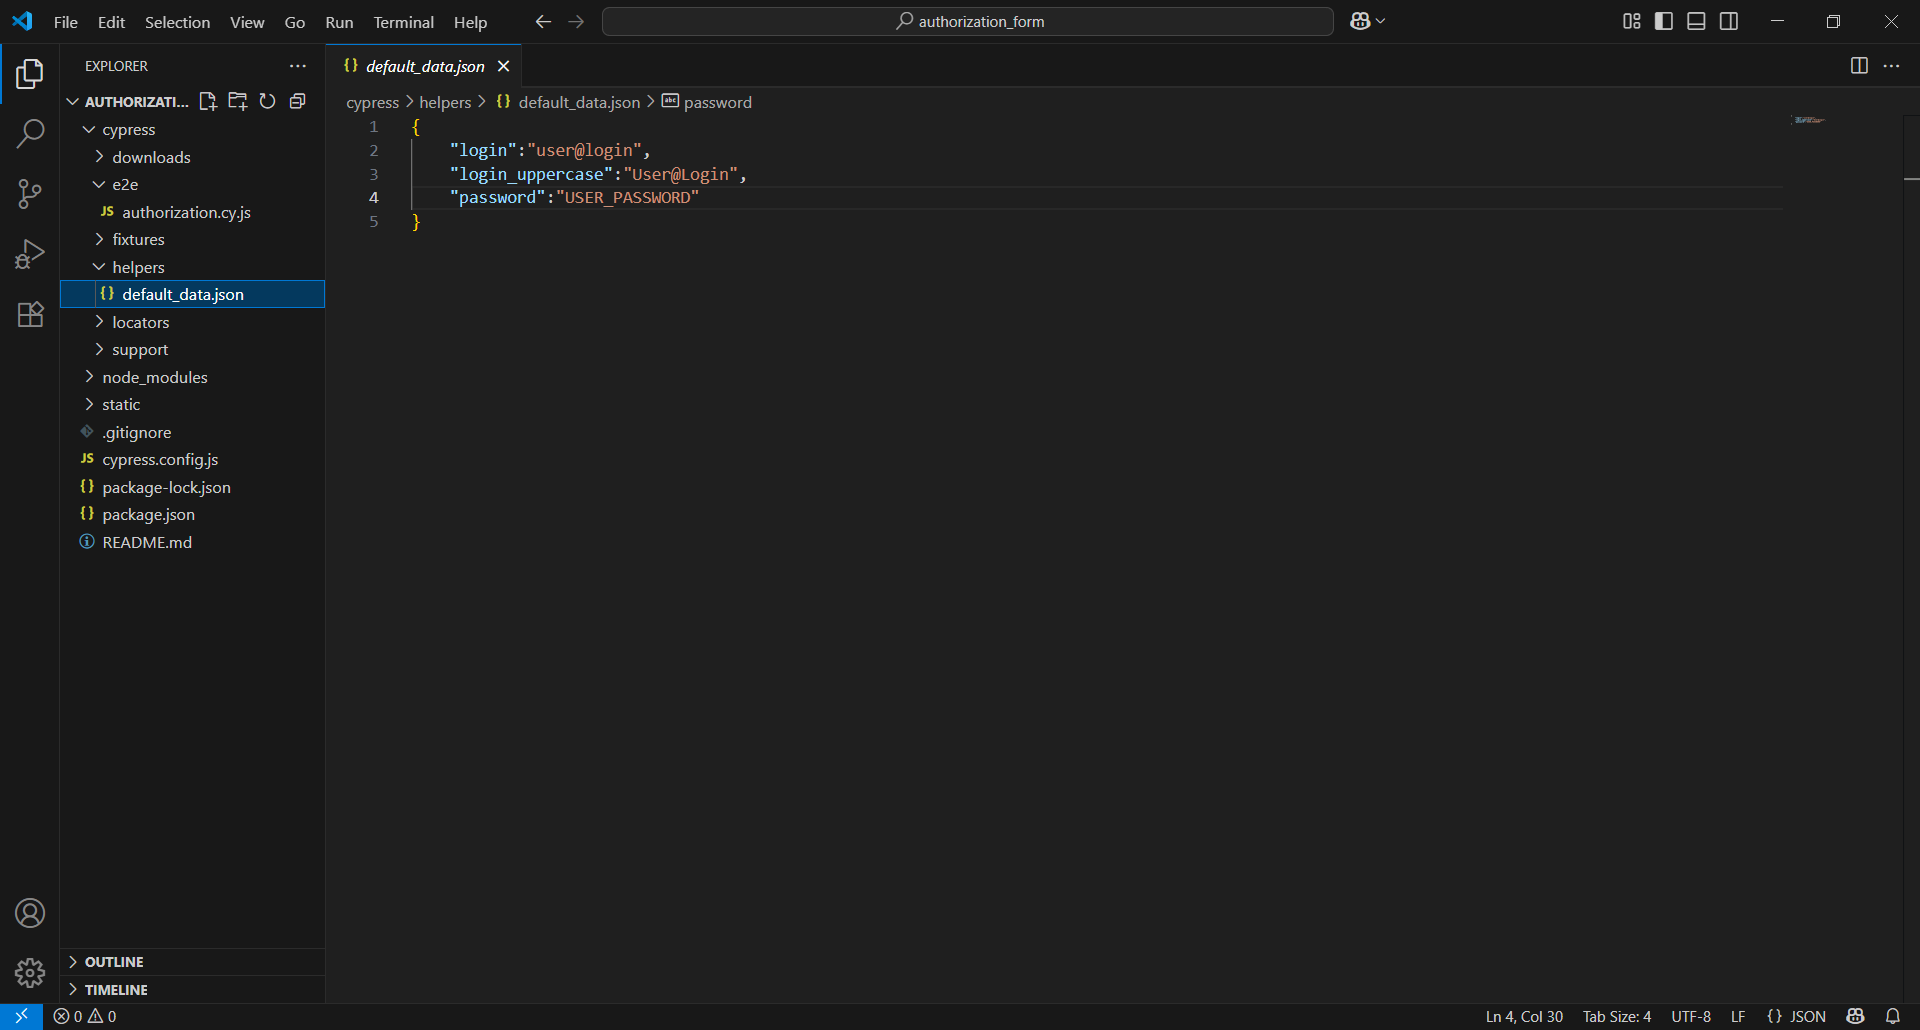 File Edit Selection View Go Run Terminal Help authorization_form
EXPLORER
default_data.json
AUTHORIZATI...
cypress > helpers > {} default_data.json > abc password
cypress
downloads
e2e
JS authorization.cy.js
fixtures
helpers
{} default_data.json
locators
support
node_modules
static
.gitignore
JS cypress.config.js
{} package-lock.json
{} package.json
README.md
1 {
2 "login":"user@login",
3 "login_uppercase":"User@Login",
4 "password":"USER_PASSWORD"
5 }
OUTLINE
TIMELINE
0 0 Ln 4, Col 30 Tab Size: 4 UTF-8 LF {} JSON